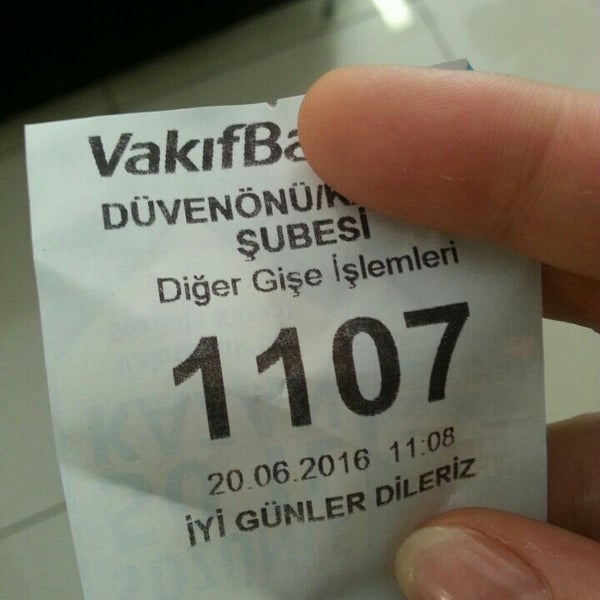 VakıfBa
DÜVENÖNÜ/K
ŞUBESİ
Diğer Gişe İşlemleri
1107
20.06.2016 11:08
İYİ GÜNLER DİLERİZ